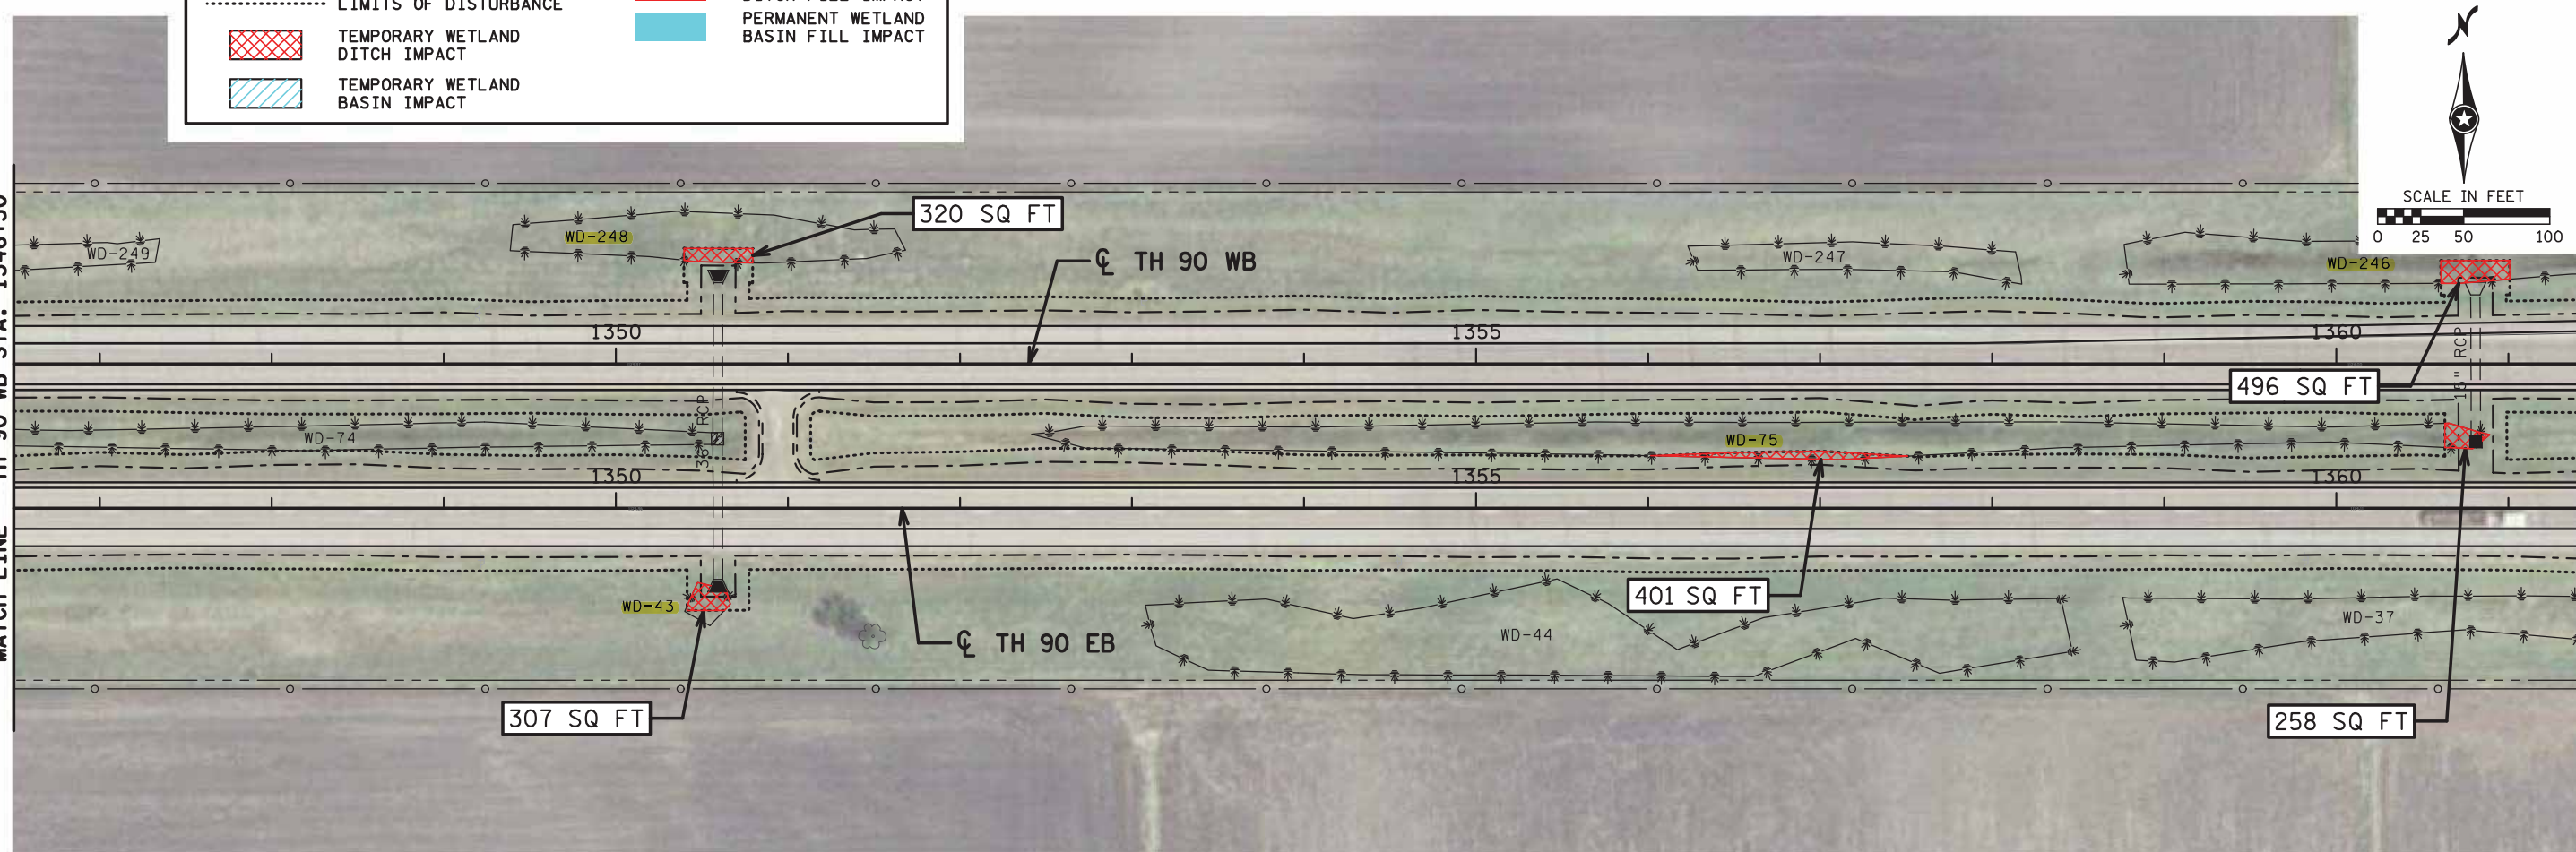 LIMITS OF DISTURBANCE
TEMPORARY WETLAND
DITCH IMPACT
TEMPORARY WETLAND
BASIN IMPACT
PERMANENT WETLAND
BASIN FILL IMPACT
N
SCALE IN FEET
0 25 50 100
320 SQ FT
WD-248
WD-249
℄ TH 90 WB
WD-247
WD-246
1350
1355
1360
496 SQ FT
15" RCP
WD-74
RCP
WD-75
1350
1355
1360
WD-43
401 SQ FT
WD-44
WD-37
℄ TH 90 EB
307 SQ FT
258 SQ FT